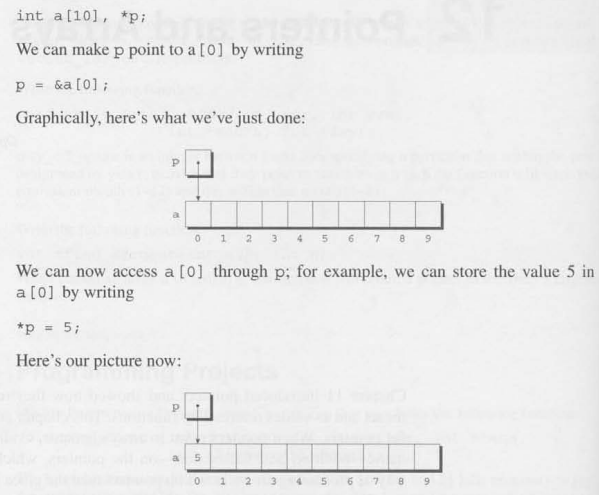 int a[10], *p;
We can make p point to a[0] by writing
p = &a[0];
Graphically, here's what we've just done:
p
a
0 1 2 3 4 5 6 7 8 9
We can now access a[0] through p; for example, we can store the value 5 in
a[0] by writing
*p = 5;
Here's our picture now:
p
a 5
0 1 2 3 4 5 6 7 8 9